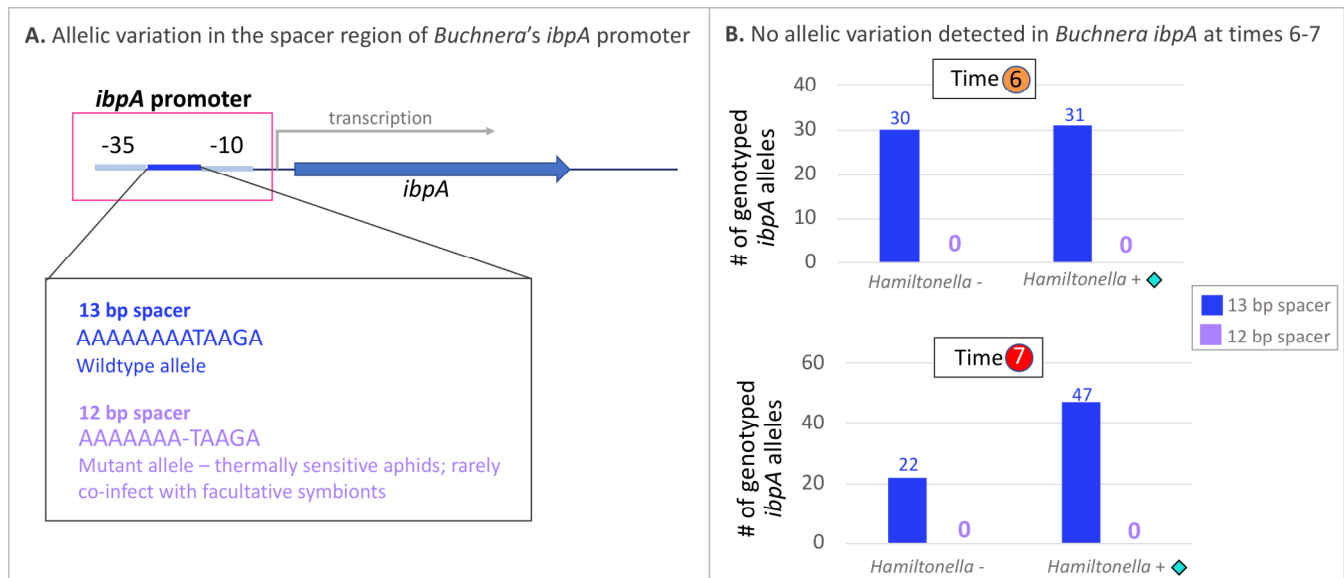 A. Allelic variation in the spacer region of Buchnera's ibpA promoter
ibpA promoter
transcription
-35
-10
ibpA
13 bp spacer
AAAAAAAATAAGA
Wildtype allele
12 bp spacer
AAAAAAA-TAAGA
Mutant allele – thermally sensitive aphids; rarely
co-infect with facultative symbionts
B. No allelic variation detected in Buchnera ibpA at times 6-7
Time 6
# of genotyped
ibpA alleles
40
30
20
10
0
30
0
31
0
Hamiltonella -
Hamiltonella +
13 bp spacer
12 bp spacer
Time 7
# of genotyped
ibpA alleles
60
40
20
0
22
0
47
0
Hamiltonella -
Hamiltonella +